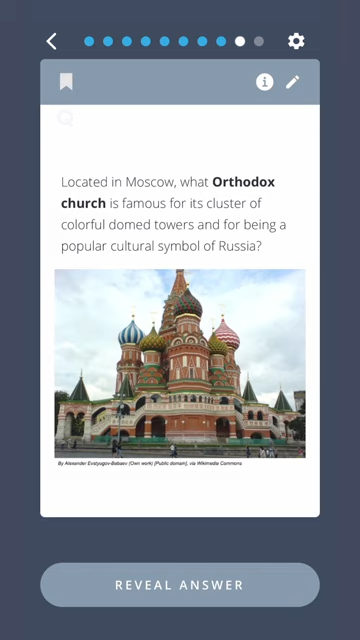 Q
Located in Moscow, what Orthodox
church is famous for its cluster of
colorful domed towers and for being a
popular cultural symbol of Russia?
By Alexander Evstyugov-Babaev (Own work) [Public domain], via Wikimedia Commons
REVEAL ANSWER